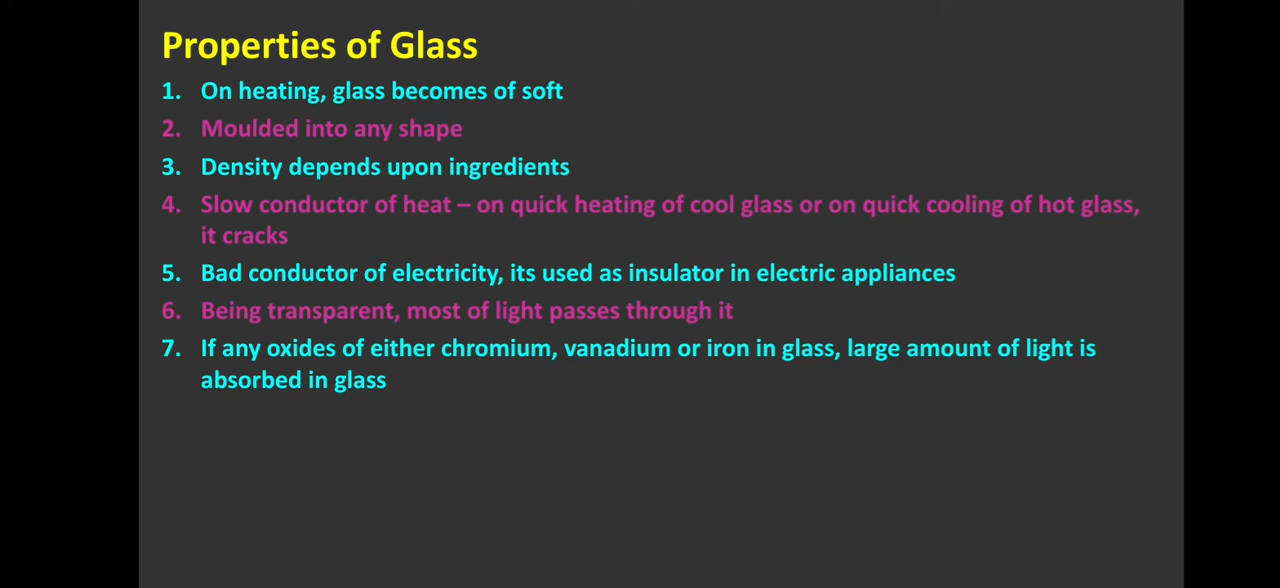 Properties of Glass
1. On heating, glass becomes of soft
2. Moulded into any shape
3. Density depends upon ingredients
4. Slow conductor of heat – on quick heating of cool glass or on quick cooling of hot glass,
it cracks
5. Bad conductor of electricity, its used as insulator in electric appliances
6. Being transparent, most of light passes through it
7. If any oxides of either chromium, vanadium or iron in glass, large amount of light is
absorbed in glass